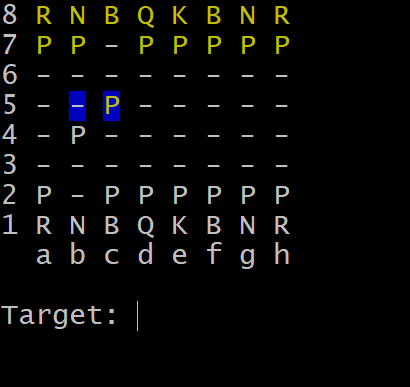 8 R N B Q K B N R
7 P P - P P P P P
6 - - - - - - - -
5 - - P - - - - -
4 - P - - - - - -
3 - - - - - - - -
2 P - P P P P P P
1 R N B Q K B N R
a b c d e f g h
Target: